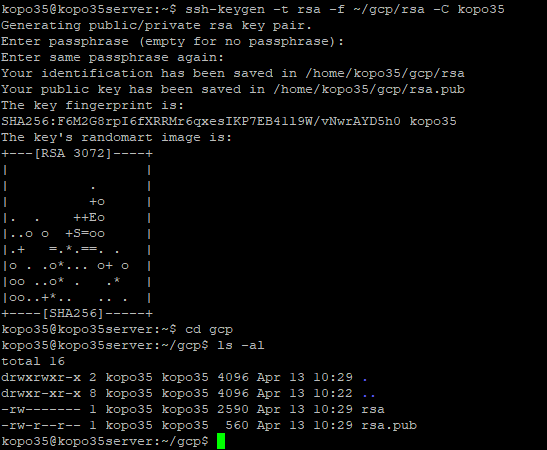 kopo35@kopo35server:~$ ssh-keygen -t rsa -f ~/gcp/rsa -C kopo35
Generating public/private rsa key pair.
Enter passphrase (empty for no passphrase):
Enter same passphrase again:
Your identification has been saved in /home/kopo35/gcp/rsa
Your public key has been saved in /home/kopo35/gcp/rsa.pub
The key fingerprint is:
SHA256:F6M2G8rpI6fXRRMr6qxesIKP7EB41l9W/vNwrAYD5h0 kopo35
The key's randomart image is:
+---[RSA 3072]----+
|                 |
|          .      |
|          +o     |
|.  .    ++Eo     |
|..o o  +S=oo     |
|.+   =.*.==. .   |
|o . .o*... o+ o  |
|oo ..o* .   .*   |
|oo..+*..   .. .  |
+----[SHA256]-----+
kopo35@kopo35server:~$ cd gcp
kopo35@kopo35server:~/gcp$ ls -al
total 16
drwxrwxr-x 2 kopo35 kopo35 4096 Apr 13 10:29 .
drwxr-xr-x 8 kopo35 kopo35 4096 Apr 13 10:22 ..
-rw------- 1 kopo35 kopo35 2590 Apr 13 10:29 rsa
-rw-r--r-- 1 kopo35 kopo35  560 Apr 13 10:29 rsa.pub
kopo35@kopo35server:~/gcp$